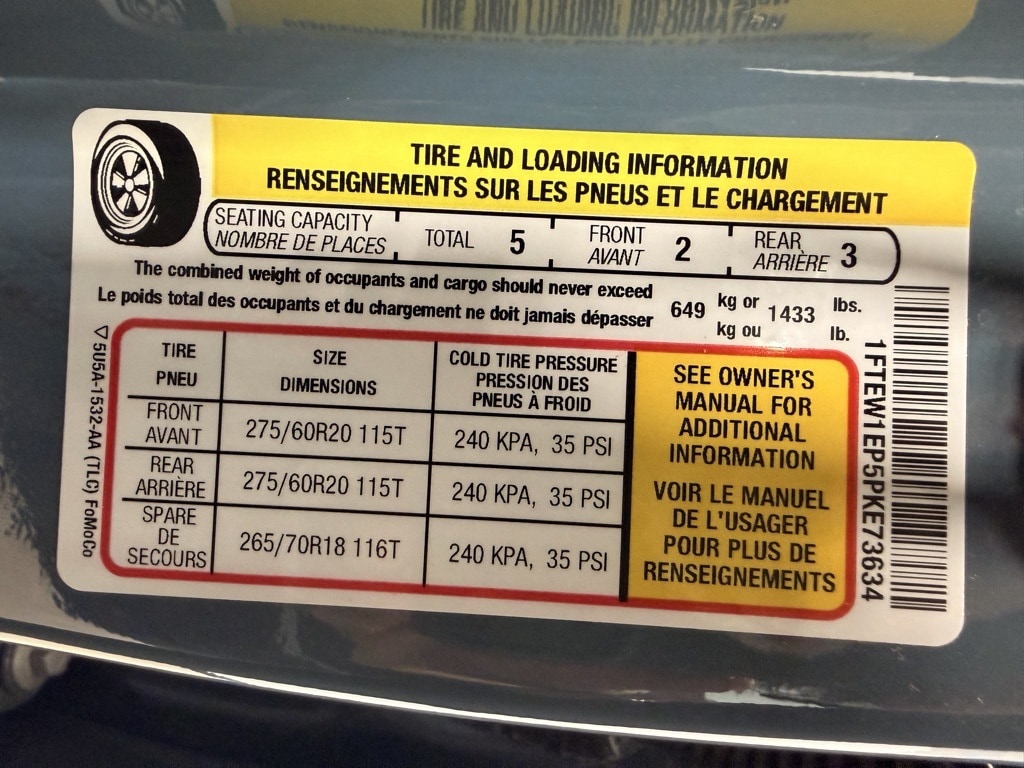 TIRE AND LOADING INFORMATION
RENSEIGNEMENTS SUR LES PNEUS ET LE CHARGEMENT
SEATING CAPACITY
NOMBRE DE PLACES
TOTAL 5
FRONT
AVANT
2
REAR
ARRIÈRE
3
The combined weight of occupants and cargo should never exceed
Le poids total des occupants et du chargement ne doit jamais dépasser
649
kg or
kg ou
1433
lbs.
lb.
TIRE
PNEU
SIZE
DIMENSIONS
COLD TIRE PRESSURE
PRESSION DES
PNEUS À FROID
FRONT
AVANT
275/60R20 115T
240 KPA, 35 PSI
REAR
ARRIÈRE
275/60R20 115T
240 KPA, 35 PSI
SPARE
DE
SECOURS
265/70R18 116T
240 KPA, 35 PSI
SEE OWNER'S
MANUAL FOR
ADDITIONAL
INFORMATION
VOIR LE MANUEL
DE L'USAGER
POUR PLUS DE
RENSEIGNEMENTS
5U5A-1532-AA (TLC) FoMoCo
1FTEW1EP5PKE73634